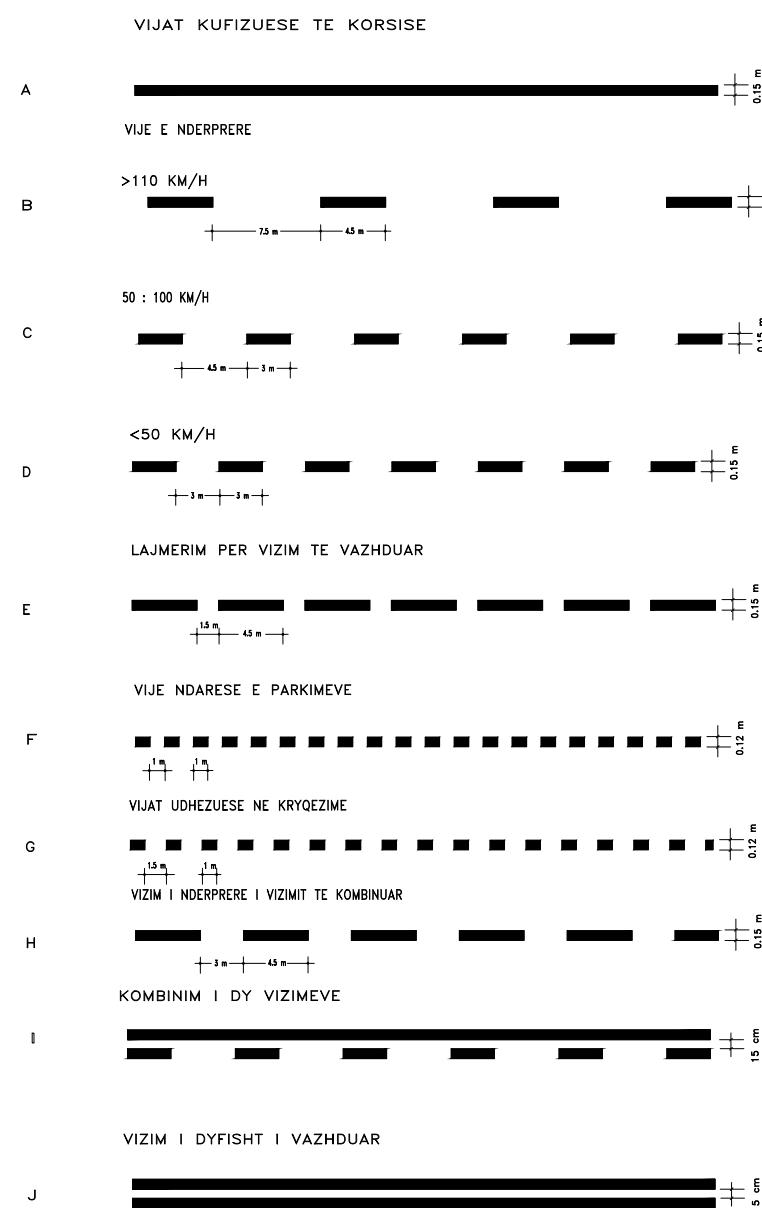 VIJAT KUFIZUESE TE KORSISE
A
0.15 m
VIJE E NDERPRERE
>110 KM/H
B
7.5 m
4.5 m
50 : 100 KM/H
C
0.15 m
4.5 m
3 m
<50 KM/H
D
0.15 m
3 m
3 m
LAJMERIM PER VIZIM TE VAZHDUAR
E
0.15 m
1.5 m
4.5 m
VIJE NDARESE E PARKIMEVE
F
0.12 m
1 m
1 m
VIJAT UDHEZUESE NE KRYQEZIME
G
0.12 m
1.5 m
1 m
VIZIM I NDERPRERE I VIZIMIT TE KOMBINUAR
H
0.15 m
3 m
4.5 m
KOMBINIM I DY VIZIMEVE
I
15 cm
VIZIM I DYFISHT I VAZHDUAR
J
5 cm